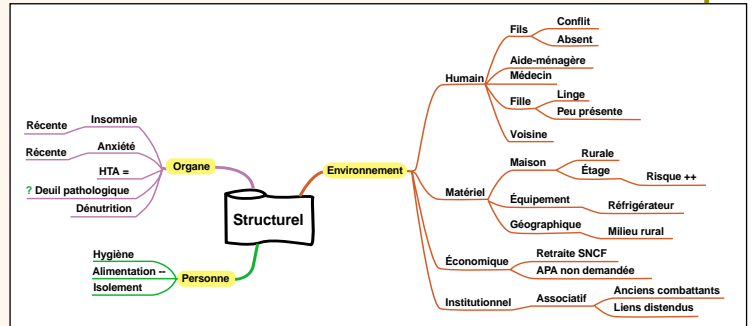 Structurel
Organe
Insomnie
Récente
Anxiété
Récente
HTA =
? Deuil pathologique
Dénutrition
Personne
Hygiène
Alimentation --
Isolement
Environnement
Humain
Fils
Conflit
Absent
Aide-ménagère
Médecin
Fille
Linge
Peu présente
Voisine
Matériel
Maison
Rurale
Étage
Risque ++
Équipement
Réfrigérateur
Géographique
Milieu rural
Économique
Retraite SNCF
APA non demandée
Institutionnel
Associatif
Anciens combattants
Liens distendus